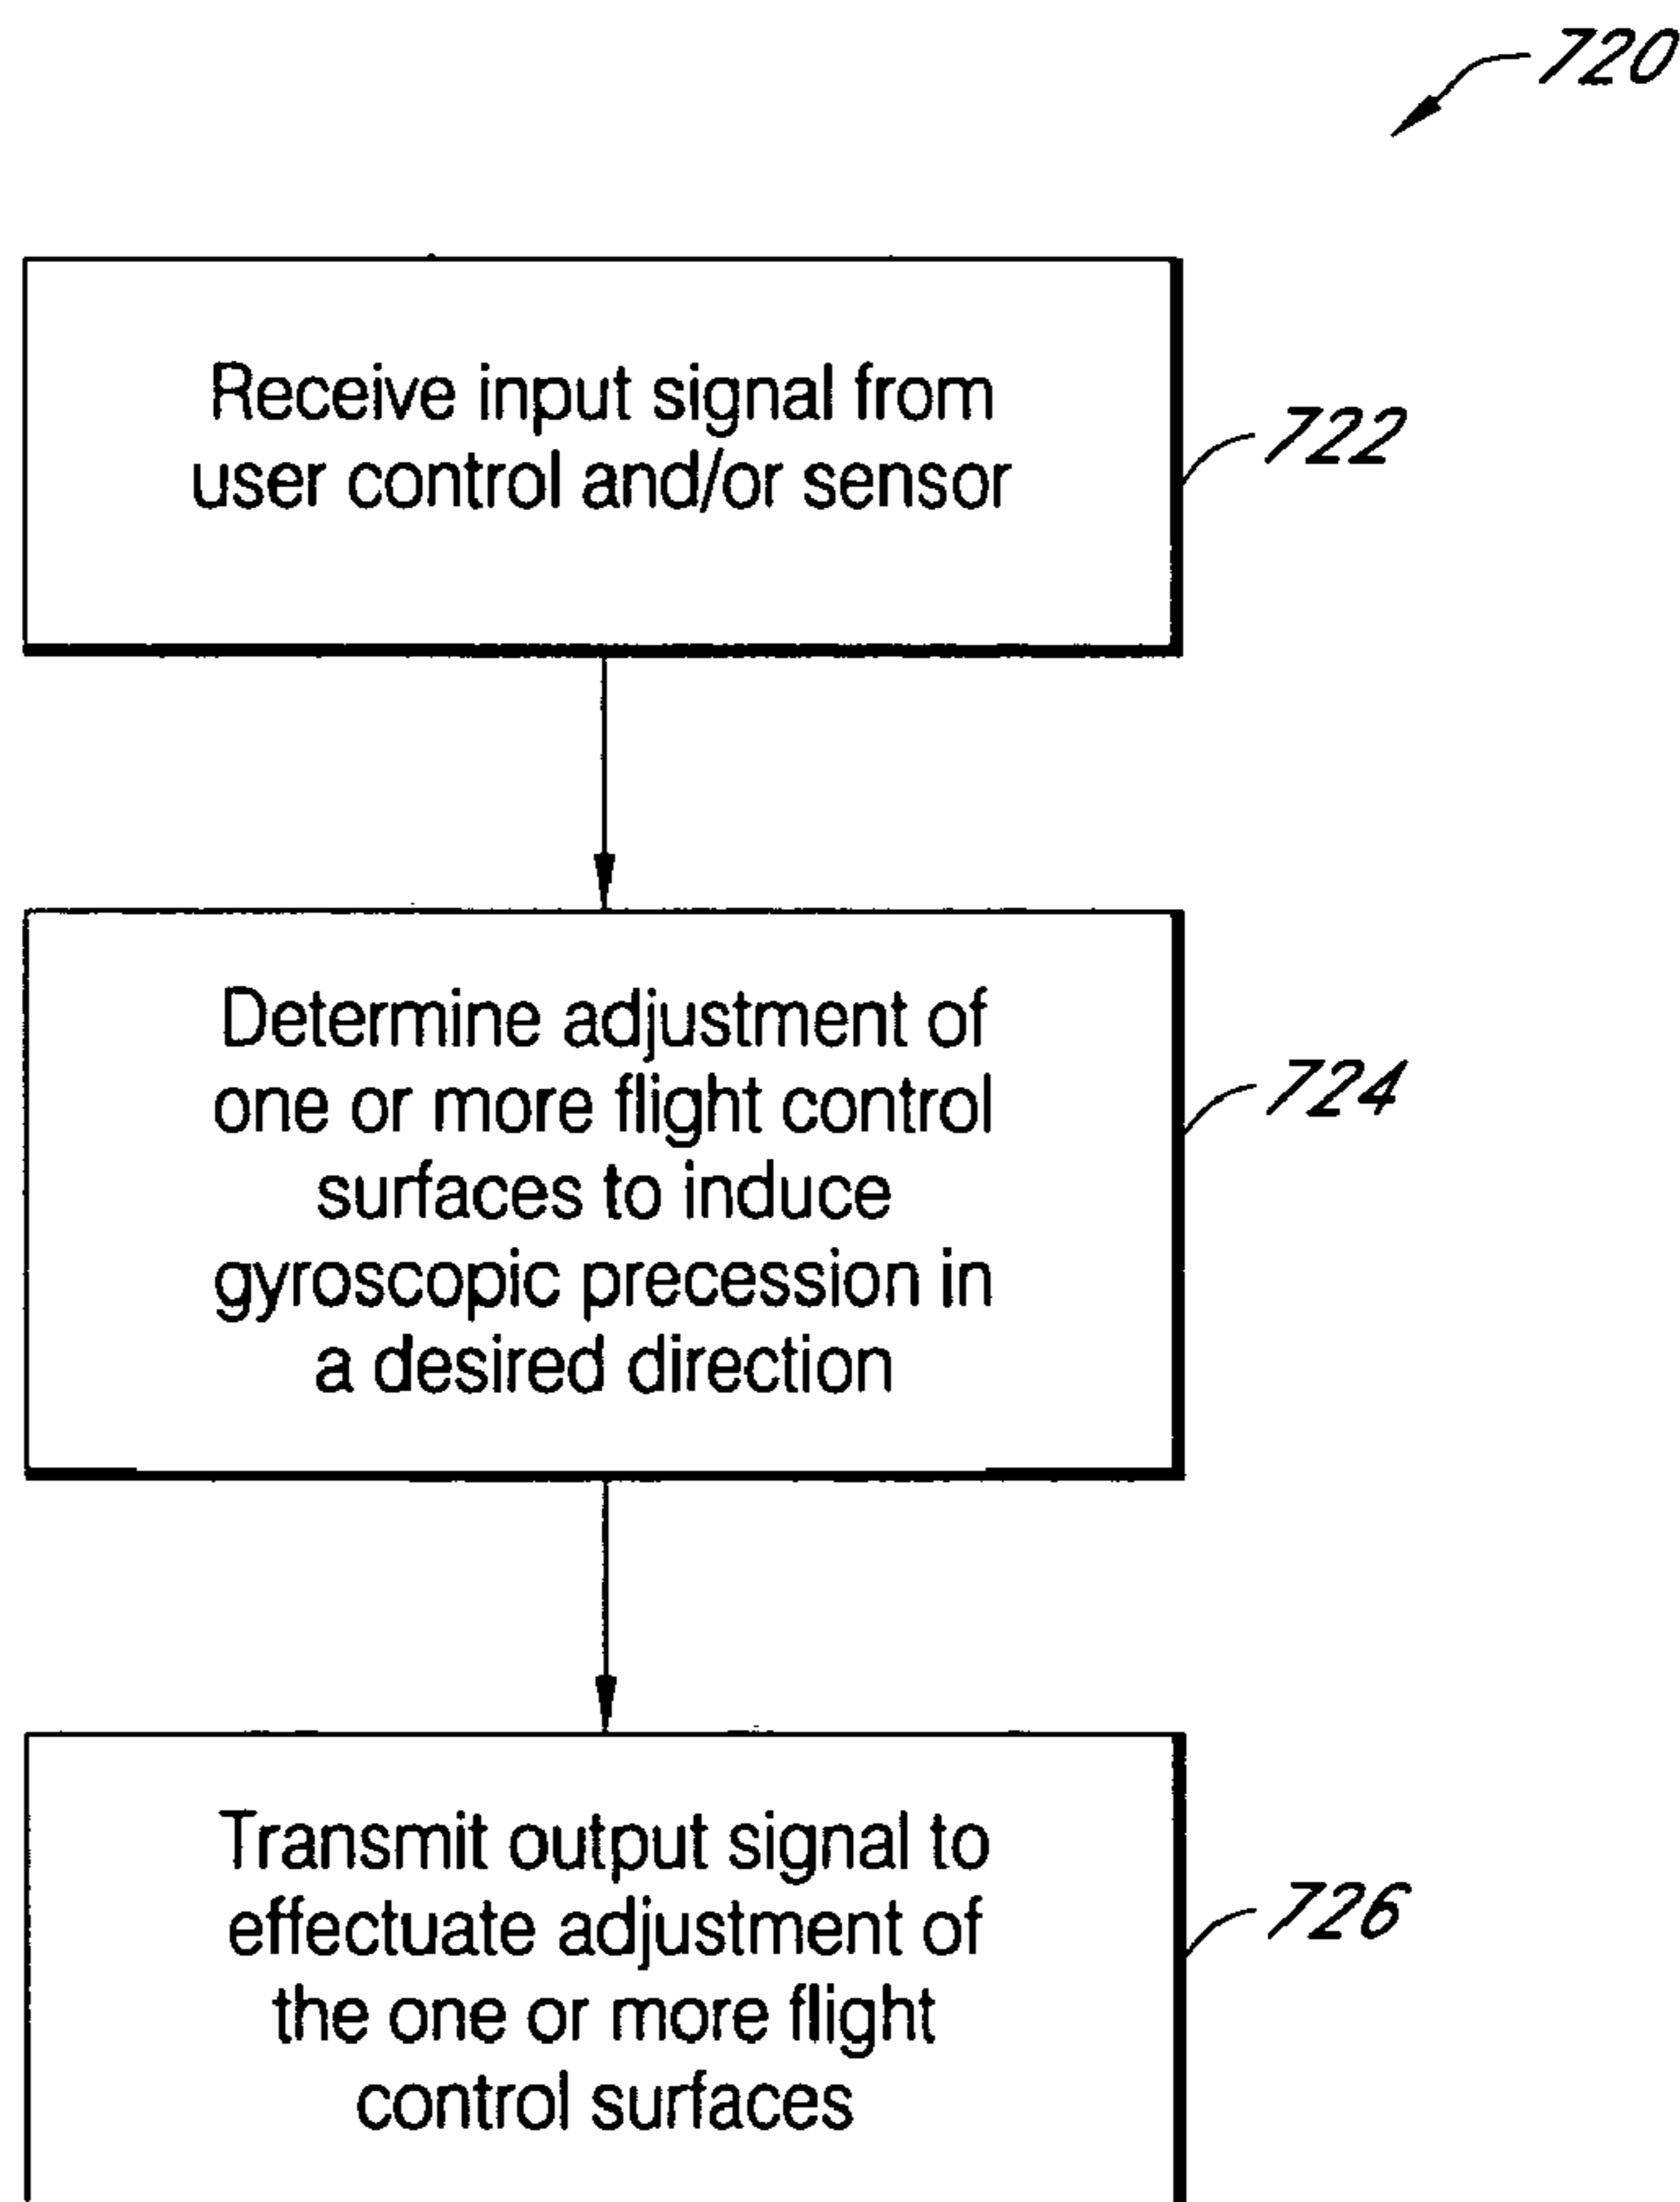 720
Receive input signal from
user control and/or sensor
722
Determine adjustment of
one or more flight control
surfaces to induce
gyroscopic precession in
a desired direction
724
Transmit output signal to
effectuate adjustment of
the one or more flight
control surfaces
726